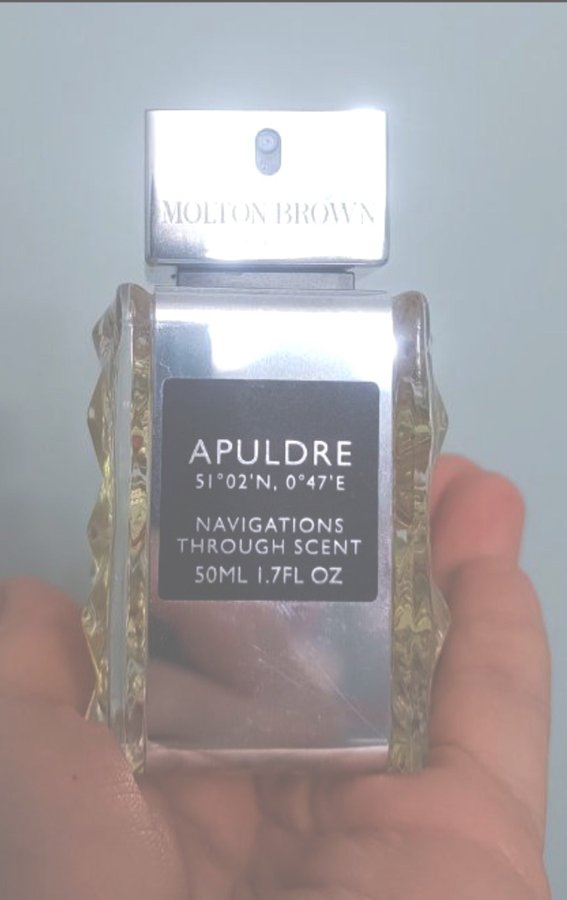 MOLTON BROWN
APULDRE
51°02'N, 0°47'E
NAVIGATIONS
THROUGH SCENT
50ML 1.7FL OZ